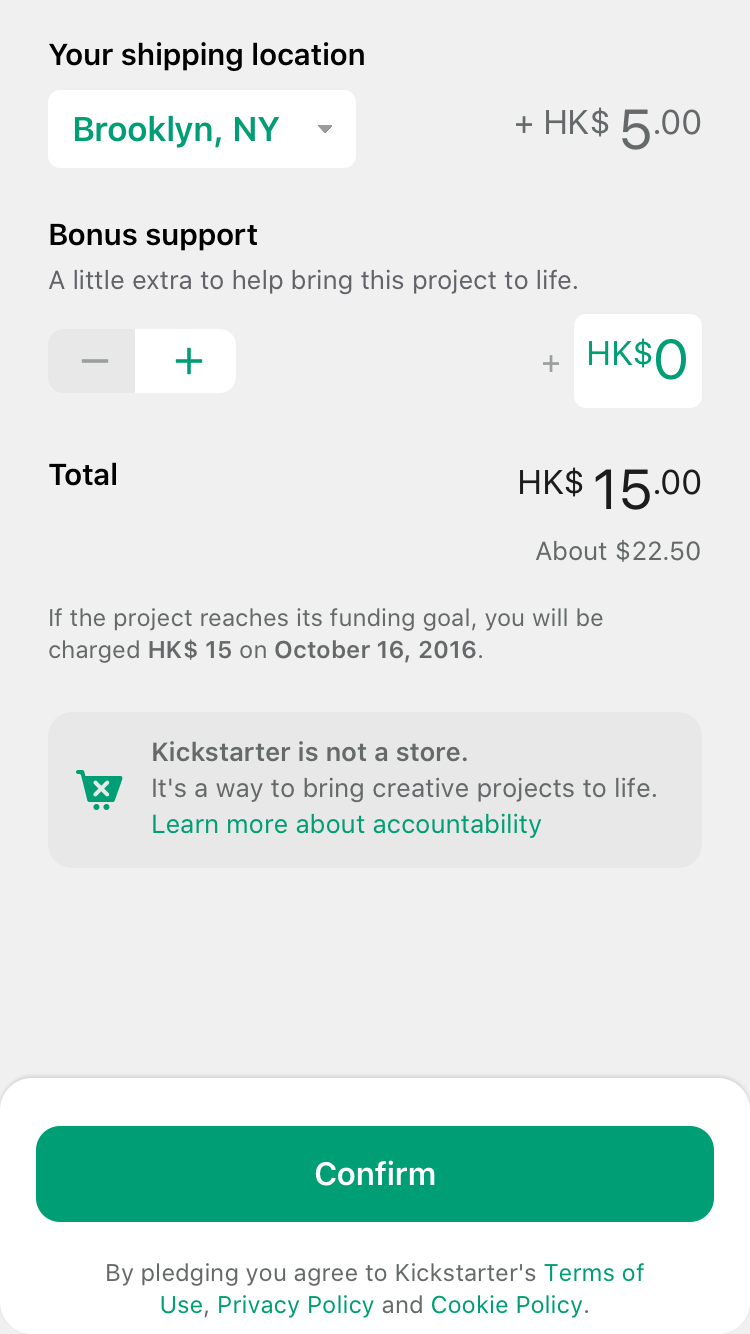 Your shipping location
Brooklyn, NY
+ HK$ 5.00
Bonus support
A little extra to help bring this project to life.
− +
+ HK$0
Total
HK$ 15.00
About $22.50
If the project reaches its funding goal, you will be
charged HK$ 15 on October 16, 2016.
Kickstarter is not a store.
It's a way to bring creative projects to life.
Learn more about accountability
Confirm
By pledging you agree to Kickstarter's Terms of
Use, Privacy Policy and Cookie Policy.